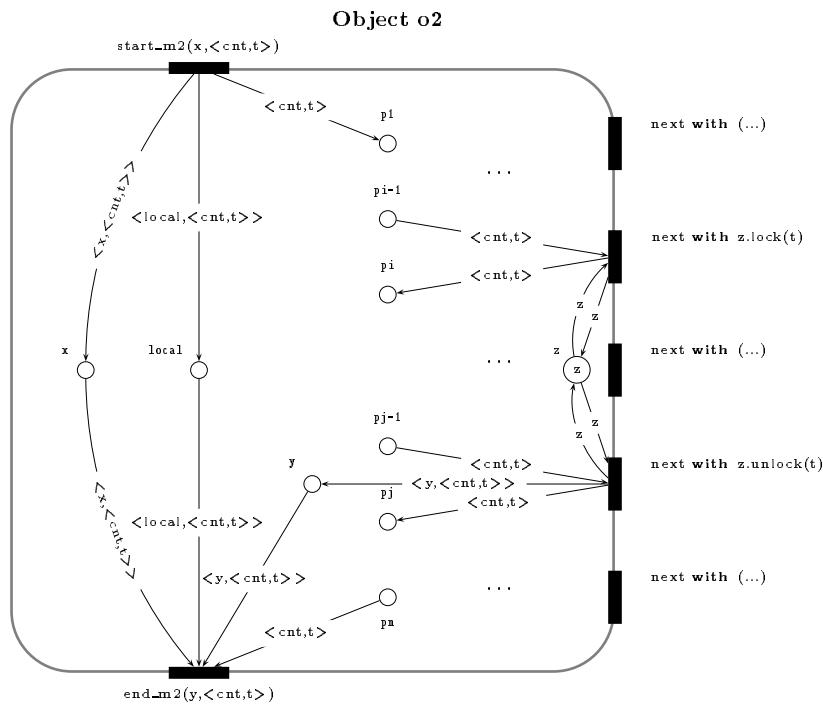 Object o2
start_m2(x,<cnt,t>)
<cnt,t>
p1
next with (...)
...
<x,<cnt,t>>
pi-1
<local,<cnt,t>>
<cnt,t>
next with z.lock(t)
pi
<cnt,t>
z
z
x
local
...
z
z
next with (...)
z
z
pj-1
y
<cnt,t>
next with z.unlock(t)
<y,<cnt,t>>
pj
<cnt,t>
<x,<cnt,t>>
<local,<cnt,t>>
<y,<cnt,t>>
...
next with (...)
pn
<cnt,t>
end_m2(y,<cnt,t>)